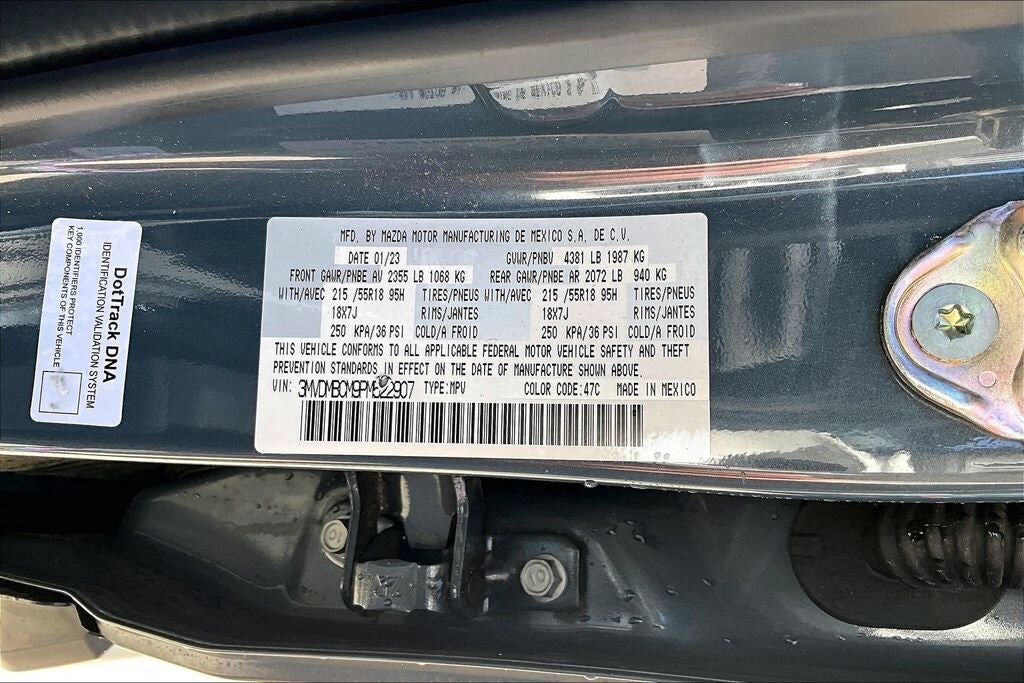 DotTrack DNA
IDENTIFICATION VALIDATION SYSTEM
1,000 IDENTIFIERS PROTECT
KEY COMPONENTS OF THIS VEHICLE
MFD. BY MAZDA MOTOR MANUFACTURING DE MEXICO S.A. DE C.V.
DATE 01/23 GVWR/PNBV 4381 LB 1987 KG
FRONT GAWR/PNBE AV 2355 LB 1068 KG REAR GAWR/PNBE AR 2072 LB 940 KG
WITH/AVEC 215 /55R18 95H TIRES/PNEUS WITH/AVEC 215 /55R18 95H TIRES/PNEUS
18X7J RIMS/JANTES 18X7J RIMS/JANTES
250 KPA/36 PSI COLD/A FROID 250 KPA/36 PSI COLD/A FROID
THIS VEHICLE CONFORMS TO ALL APPLICABLE FEDERAL MOTOR VEHICLE SAFETY AND THEFT
PREVENTION STANDARDS IN EFFECT ON THE DATE OF MANUFACTURE SHOWN ABOVE.
VIN: 3MVDMBCM9PM522907 TYPE:MPV COLOR CODE:47C MADE IN MEXICO